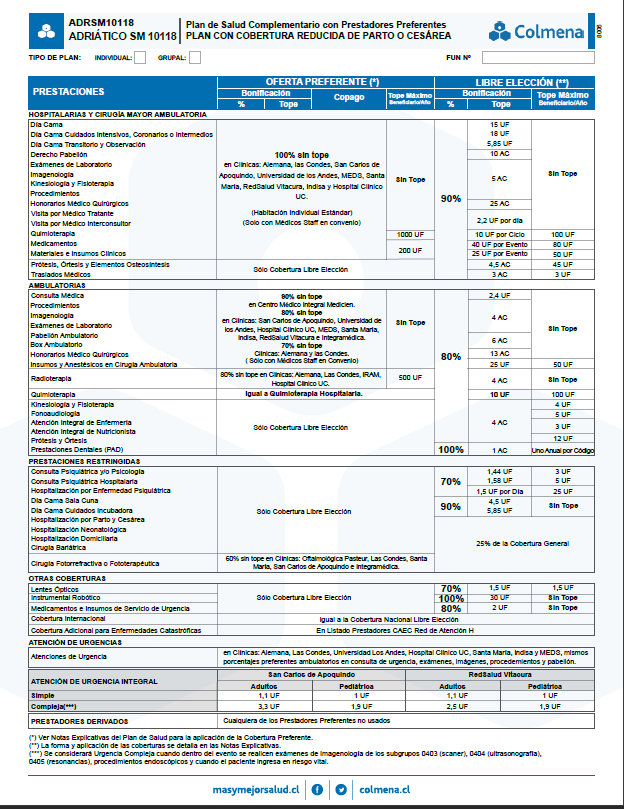 ADRSM10118
ADRIÁTICO SM 10118
Plan de Salud Complementario con Prestadores Preferentes
PLAN CON COBERTURA REDUCIDA DE PARTO O CESÁREA
Colmena
TIPO DE PLAN: INDIVIDUAL: GRUPAL: FUN Nº
PRESTACIONES
OFERTA PREFERENTE (*)
LIBRE ELECCIÓN (**)
Bonificación Copago Tope Máximo Beneficiario/Año
% Tope
Bonificación Tope Máximo Beneficiario/Año
% Tope
HOSPITALARIAS Y CIRUGÍA MAYOR AMBULATORIA
Día Cama
Día Cama Cuidados Intensivos, Coronarios o Intermedios
Día Cama Transitorio y Observación
Derecho Pabellón
Exámenes de Laboratorio
Imagenología
Kinesiología y Fisioterapia
Procedimientos
Honorarios Médico Quirúrgicos
Visita por Médico Tratante
Visita por Médico Interconsultor
Quimioterapia
Medicamentos
Materiales e Insumos Clínicos
Prótesis, Órtesis y Elementos Osteosíntesis
Traslados Médicos
100% sin tope
en Clínicas: Alemana, las Condes, San Carlos de
Apoquindo, Universidad de los Andes, MEDS, Santa
María, RedSalud Vitacura, Indisa y Hospital Clínico
UC.
(Habitación Individual Estándar)
(Solo con Médicos Staff en convenio)
Sin Tope
1000 UF
200 UF
Sólo Cobertura Libre Elección
90%
15 UF
18 UF
5,85 UF
10 AC
5 AC
25 AC
2,2 UF por día
10 UF por Ciclo
40 UF por Evento
25 UF por Evento
4,5 AC
3 AC
Sin Tope
100 UF
80 UF
50 UF
45 UF
3 UF
AMBULATORIAS
Consulta Médica
Procedimientos
Imagenología
Exámenes de Laboratorio
Pabellón Ambulatorio
Box Ambulatorio
Honorarios Médico Quirúrgicos
Insumos y Anestésicos en Cirugía Ambulatoria
Radioterapia
Quimioterapia
Kinesiología y Fisioterapia
Fonoaudiología
Atención Integral de Enfermería
Atención Integral de Nutricionista
Prótesis y Órtesis
Prestaciones Dentales (PAD)
90% sin tope
en Centro Médico Integral Medicien.
80% sin tope
en Clínicas: San Carlos de Apoquindo, Universidad de
los Andes, Hospital Clínico UC, MEDS, Santa María,
Indisa, RedSalud Vitacura e Integramédica.
70% sin tope
Clínicas: Alemana y las Condes.
( Sólo con Médicos Staff en Convenio)
Sin Tope
80% sin tope en Clínicas: Alemana, Las Condes, IRAM,
Hospital Clínico UC.
500 UF
Igual a Quimioterapia Hospitalaria.
Sólo Cobertura Libre Elección
80%
100%
2,4 UF
4 AC
6 AC
13 AC
25 UF
4 AC
10 UF
4 AC
1 AC
Sin Tope
50 UF
Sin Tope
100 UF
4 UF
5 UF
3 UF
12 UF
Uno Anual por Código
PRESTACIONES RESTRINGIDAS
Consulta Psiquiátrica y/o Psicología
Consulta Psiquiátrica Hospitalaria
Hospitalización por Enfermedad Psiquiátrica
Día Cama Sala Cuna
Día Cama Cuidados Incubadora
Hospitalización por Parto y Cesárea
Hospitalización Neonatológica
Hospitalización Domiciliaria
Cirugía Bariátrica
Cirugía Fotorrefractiva o Fototerapéutica
Sólo Cobertura Libre Elección
60% sin tope en Clínicas: Oftalmológica Pasteur, Las Condes, Santa
María, San Carlos de Apoquindo e Integramédica.
70%
90%
1,44 UF
1,58 UF
1,5 UF por Día
4,5 UF
5,85 UF
3 UF
5 UF
25 UF
Sin Tope
25% de la Cobertura General
OTRAS COBERTURAS
Lentes Ópticos
Instrumental Robótico
Medicamentos e Insumos de Servicio de Urgencia
Sólo Cobertura Libre Elección
70% 1,5 UF 1,5 UF
100% 30 UF Sin Tope
80% 2 UF Sin Tope
Cobertura Internacional Igual a la Cobertura Nacional Libre Elección
Cobertura Adicional para Enfermedades Catastróficas En Listado Prestadores CAEC Red de Atención H
ATENCIÓN DE URGENCIAS
Atenciones de Urgencia
en Clínicas: Alemana, Las Condes, Universidad Los Andes, Hospital Clínico UC, Santa María, Indisa y MEDS, mismos
porcentajes preferentes ambulatorios en consulta de urgencia, exámenes, imágenes, procedimientos y pabellón.
ATENCIÓN DE URGENCIA INTEGRAL
San Carlos de Apoquindo RedSalud Vitacura
Adultos Pediátrica Adultos Pediátrica
Simple 1,1 UF 1 UF 1,1 UF 1 UF
Compleja(***) 3,3 UF 1,9 UF 2,5 UF 1,9 UF
PRESTADORES DERIVADOS Cualquiera de los Prestadores Preferentes no usados
(*) Ver Notas Explicativas del Plan de Salud para la aplicación de la Cobertura Preferente.
(**) La forma y aplicación de las coberturas se detalla en las Notas Explicativas.
(***) Se considerará Urgencia Compleja cuando dentro del evento se realicen exámenes de Imagenología de los subgrupos 0403 (scaner), 0404 (ultrasonografía),
0405 (resonancias), procedimientos endoscópicos y cuando el paciente ingresa en riesgo vital.
masymejorsalud.cl
colmena.cl